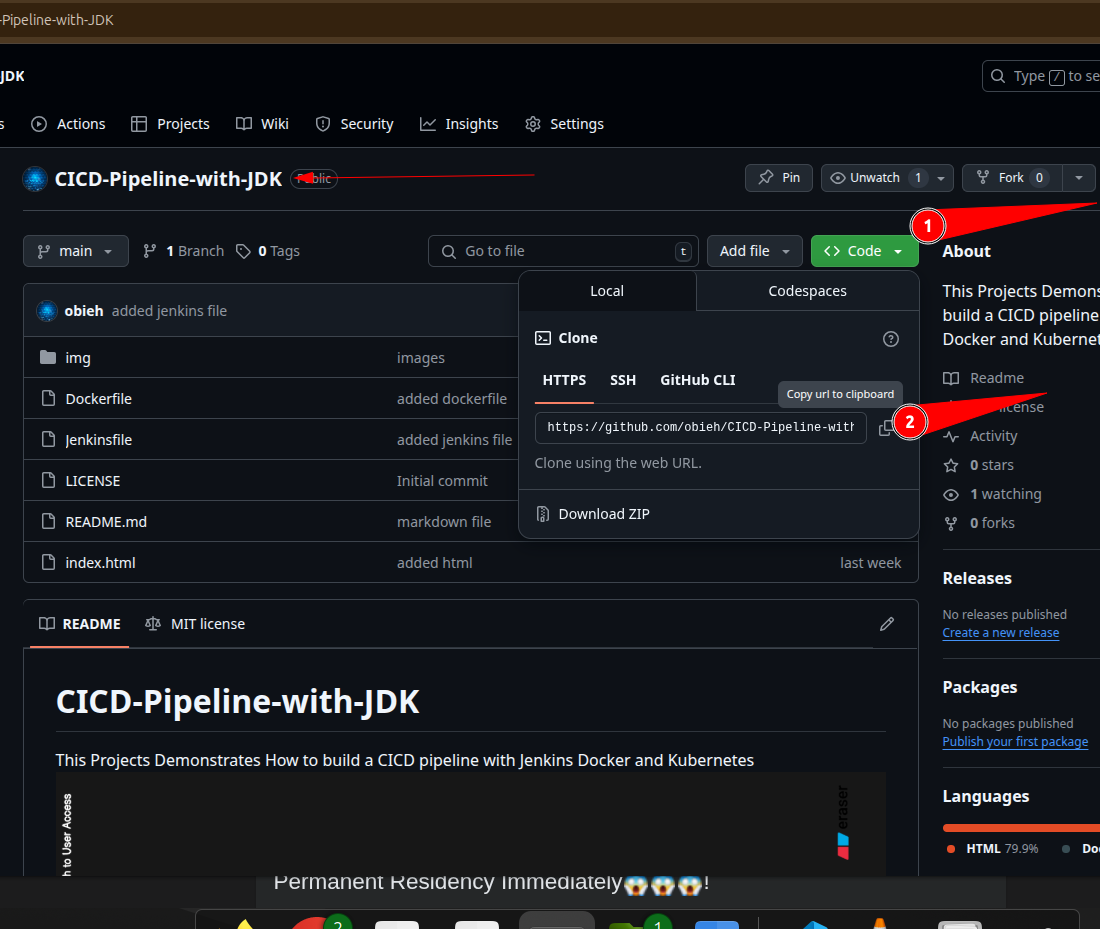 -Pipeline-with-JDK
JDK
Type / to se
s Actions Projects Wiki Security Insights Settings
CICD-Pipeline-with-JDK Public
Pin Unwatch 1 Fork 0
1
main 1 Branch 0 Tags Go to file t Add file Code
About
Local Codespaces
This Projects Demons
build a CICD pipeline
Docker and Kubernet
obieh added jenkins file
Clone
img images
HTTPS SSH GitHub CLI
Copy url to clipboard
Readme
Dockerfile added dockerfile
license
https://github.com/obieh/CICD-Pipeline-with
2
Jenkinsfile added jenkins file
Activity
Clone using the web URL.
0 stars
LICENSE Initial commit
1 watching
Download ZIP
README.md markdown file
0 forks
index.html added html last week
Releases
No releases published
Create a new release
README MIT license
Packages
No packages published
Publish your first package
CICD-Pipeline-with-JDK
This Projects Demonstrates How to build a CICD pipeline with Jenkins Docker and Kubernetes
h to User Access
eraser
Languages
HTML 79.9% Doc
Permanent Residency Immediately😱😱😱!
2
1